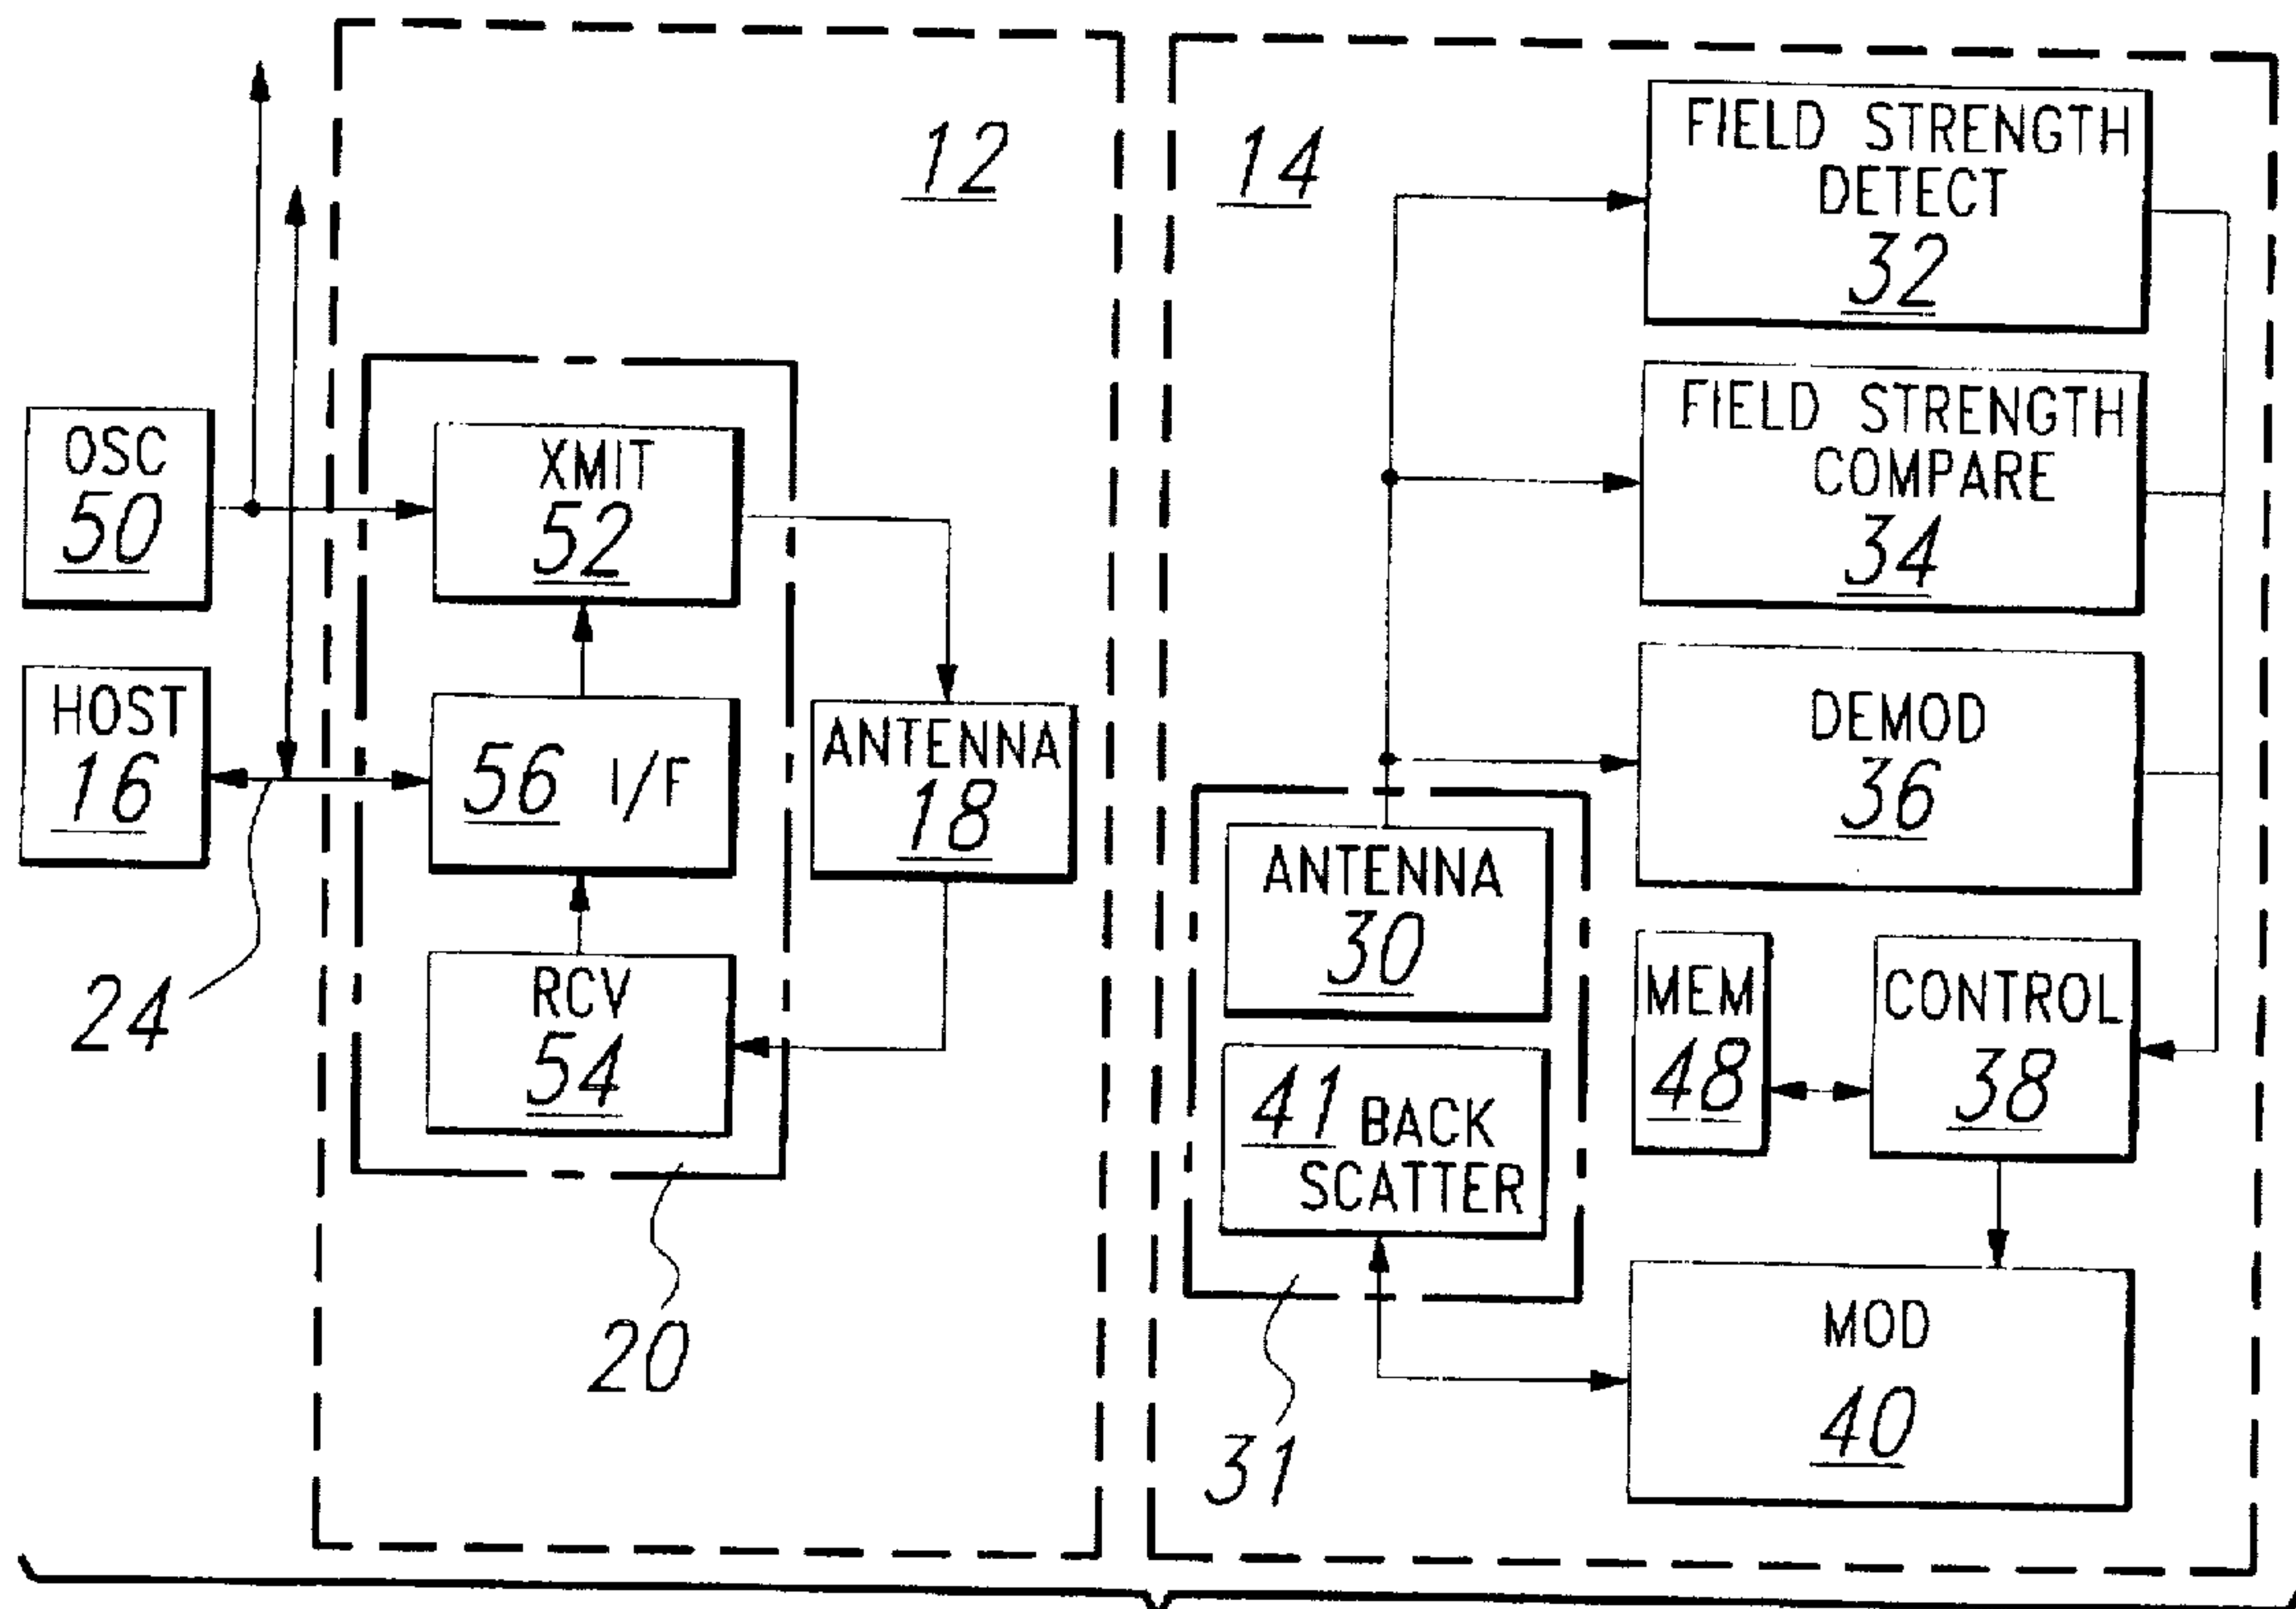 12
OSC
50
HOST
16
24
XMIT
52
56 I/F
RCV
54
ANTENNA
18
20
14
FIELD STRENGTH
DETECT
32
FIELD STRENGTH
COMPARE
34
DEMOD
36
ANTENNA
30
41 BACK
SCATTER
31
MEM
48
CONTROL
38
MOD
40